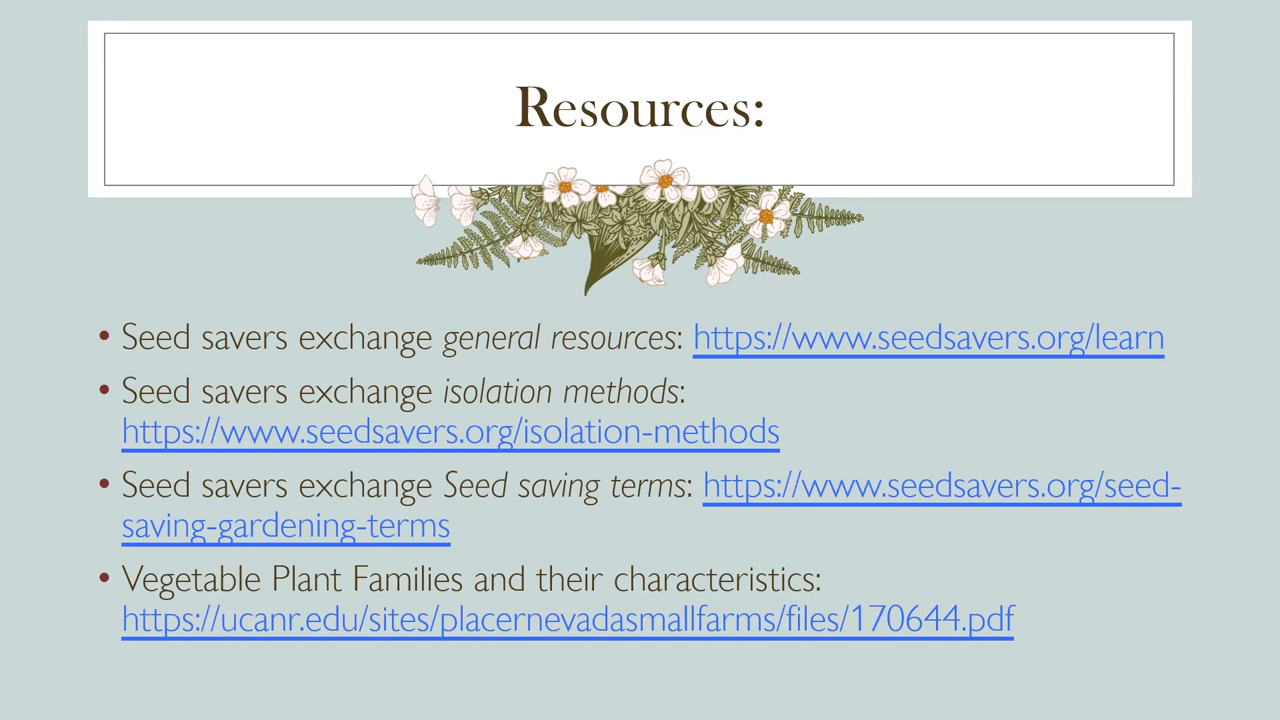 Resources:
• Seed savers exchange general resources: https://www.seedsavers.org/learn
• Seed savers exchange isolation methods:
https://www.seedsavers.org/isolation-methods
• Seed savers exchange Seed saving terms: https://www.seedsavers.org/seed-
saving-gardening-terms
• Vegetable Plant Families and their characteristics:
https://ucanr.edu/sites/placernevadasmallfarms/files/170644.pdf